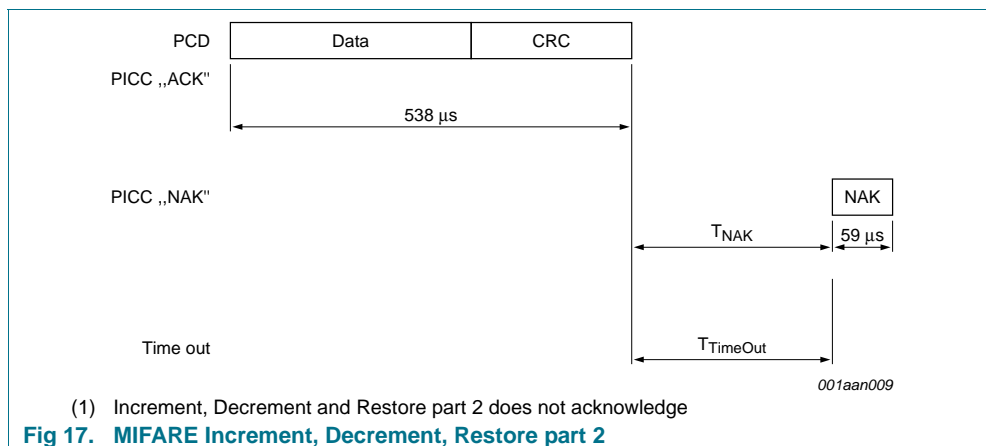 PCD Data CRC
PICC ,,ACK"
538 μs
PICC ,,NAK" NAK
TNAK 59 μs
Time out TTimeOut
001aan009
(1) Increment, Decrement and Restore part 2 does not acknowledge
Fig 17. MIFARE Increment, Decrement, Restore part 2